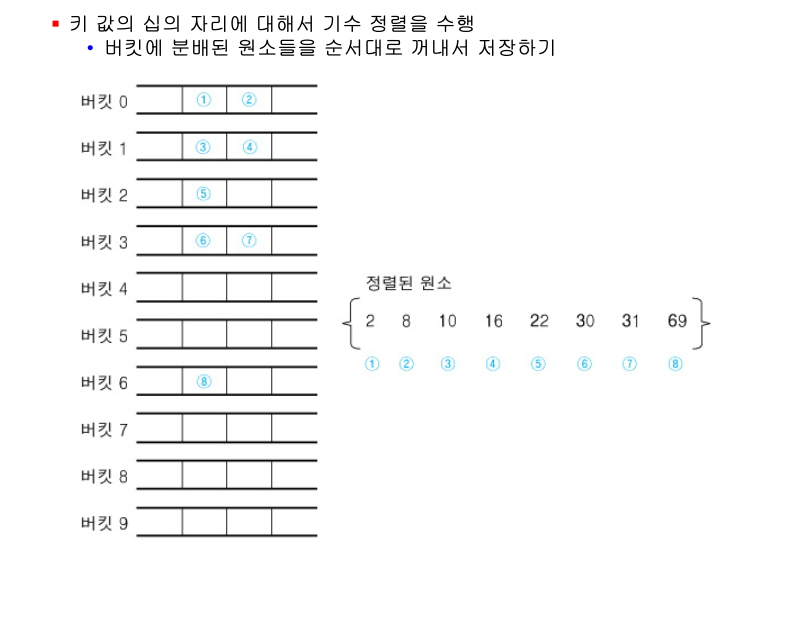 ▪ 키 값의 십의 자리에 대해서 기수 정렬을 수행
• 버킷에 분배된 원소들을 순서대로 꺼내서 저장하기
버킷 0 ① ②
버킷 1 ③ ④
버킷 2 ⑤
버킷 3 ⑥ ⑦
버킷 4
버킷 5
버킷 6 ⑧
버킷 7
버킷 8
버킷 9
정렬된 원소
{ 2 8 10 16 22 30 31 69 }
① ② ③ ④ ⑤ ⑥ ⑦ ⑧